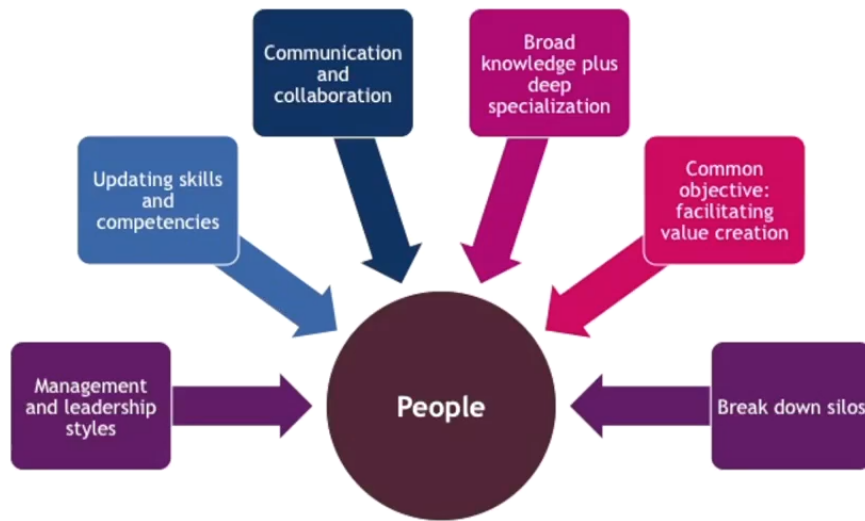 Communication
and
collaboration
Broad
knowledge plus
deep
specialization
Updating skills
and
competencies
Common
objective:
facilitating
value creation
Management
and leadership
styles
People
Break down silos